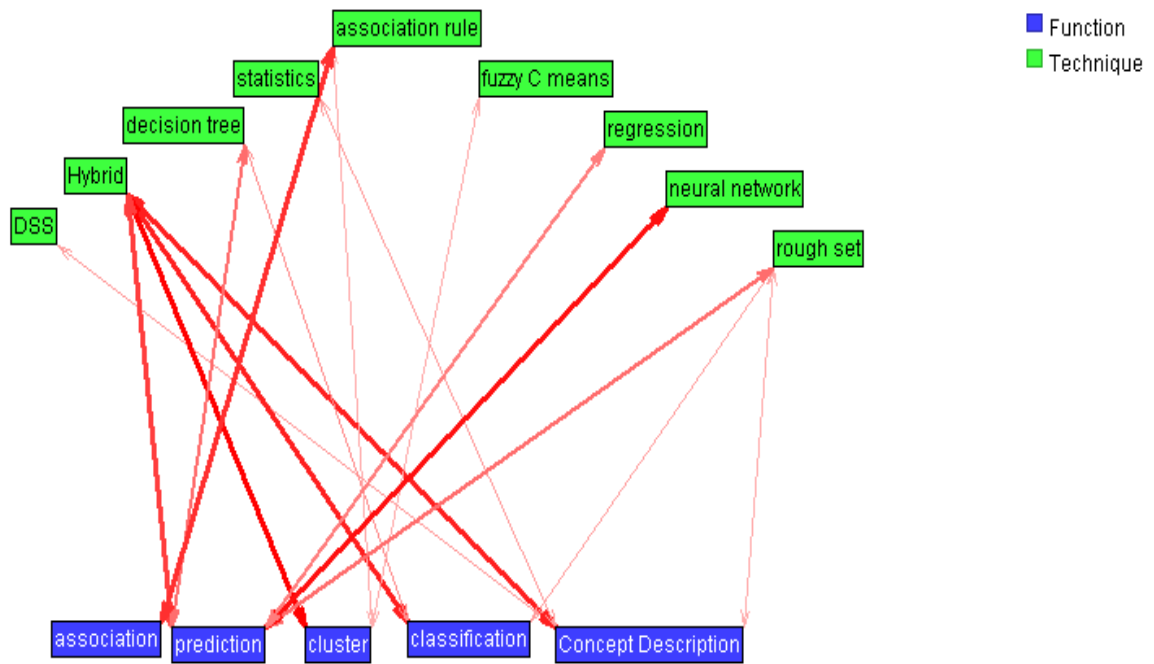 association rule
Function
Technique
statistics
fuzzy C means
decision tree
regression
Hybrid
neural network
DSS
rough set
association
prediction
cluster
classification
Concept Description